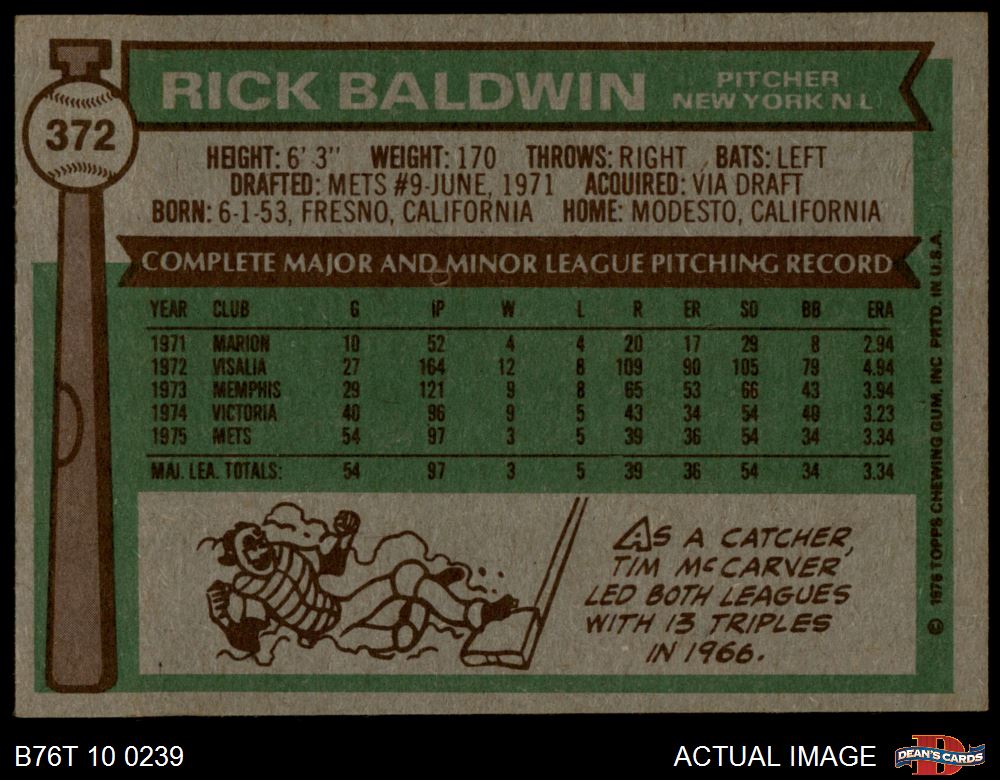 RICK BALDWIN
PITCHER
NEW YORK N L
372
HEIGHT: 6' 3" WEIGHT: 170 THROWS: RIGHT BATS: LEFT
DRAFTED: METS #9-JUNE, 1971 ACQUIRED: VIA DRAFT
BORN: 6-1-53, FRESNO, CALIFORNIA HOME: MODESTO, CALIFORNIA
COMPLETE MAJOR AND MINOR LEAGUE PITCHING RECORD
YEAR CLUB G IP W L R ER SO BB ERA
1971 MARION 10 52 4 4 20 17 29 8 2.94
1972 VISALIA 27 164 12 8 109 90 105 79 4.94
1973 MEMPHIS 29 121 9 8 65 53 66 43 3.94
1974 VICTORIA 40 96 9 5 43 34 54 40 3.23
1975 METS 54 97 3 5 39 36 54 34 3.34
MAJ. LEA. TOTALS: 54 97 3 5 39 36 54 34 3.34
AS A CATCHER,
TIM McCARVER
LED BOTH LEAGUES
WITH 13 TRIPLES
IN 1966.
© 1976 TOPPS CHEWING GUM, INC PRTD. IN U.S.A.
B76T 10 0239
ACTUAL IMAGE
D
DEAN'S CARDS